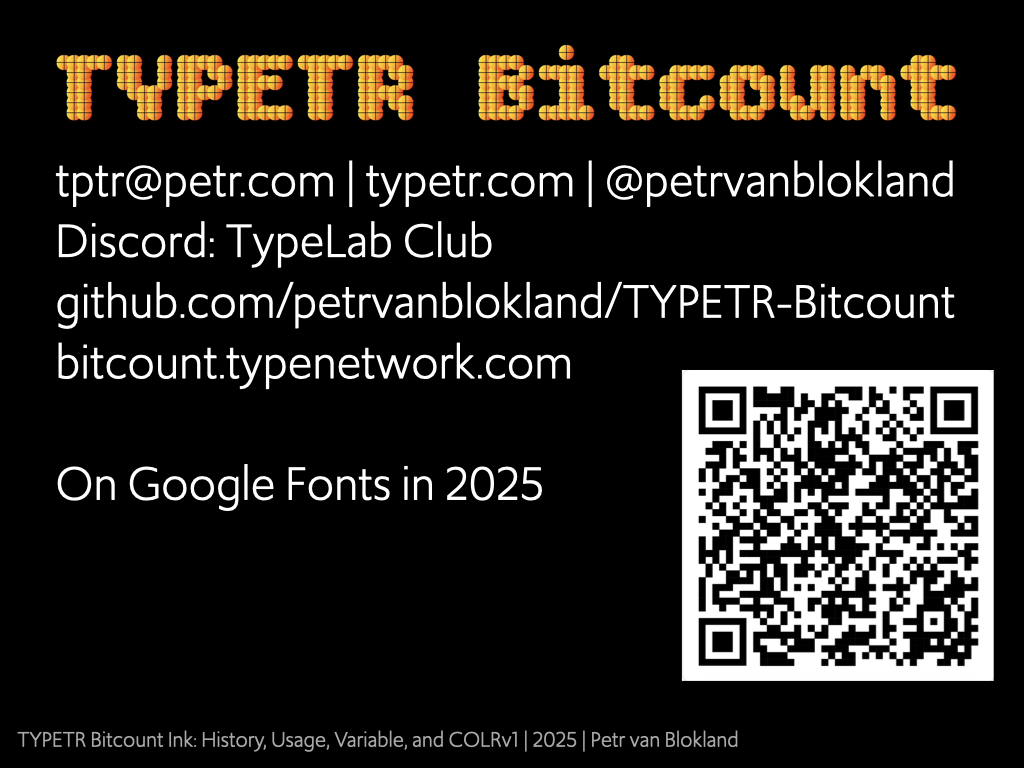 TYPETR Bitcount
tptr@petr.com | typetr.com | @petrvanblokland
Discord: TypeLab Club
github.com/petrvanblokland/TYPETR-Bitcount
bitcount.typenetwork.com
On Google Fonts in 2025
TYPETR Bitcount Ink: History, Usage, Variable, and COLRv1 | 2025 | Petr van Blokland